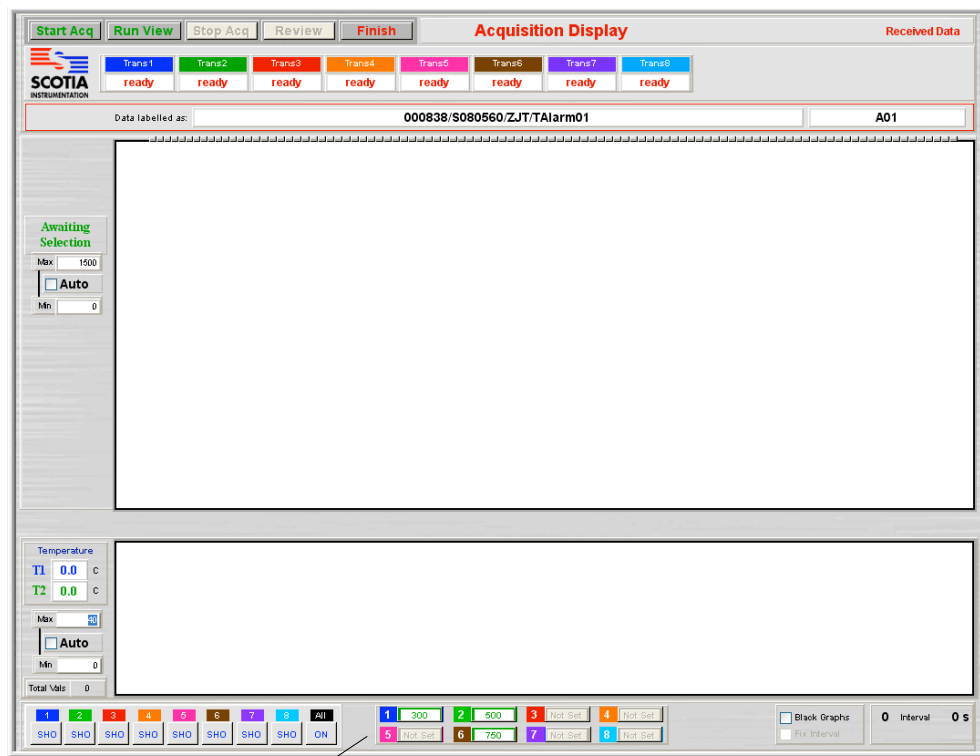 Start Acq Run View Stop Acq Review Finish Acquisition Display Received Data
SCOTIA
INSTRUMENTATION
Trans1 Trans2 Trans3 Trans4 Trans5 Trans6 Trans7 Trans8
ready ready ready ready ready ready ready ready
Data labelled as: 000838/S080560/ZJT/TAlarm01 A01
Awaiting
Selection
Max 1500
Auto
Min 0
Temperature
T1 0.0 C
T2 0.0 C
Max 40
Auto
Min 0
Total Vals 0
1 2 3 4 5 6 7 8 All
SHO SHO SHO SHO SHO SHO SHO SHO ON
1 300 2 500 3 Not Set 4 Not Set
5 Not Set 6 750 7 Not Set 8 Not Set
Black Graphs
Fix Interval
0 Interval 0 s